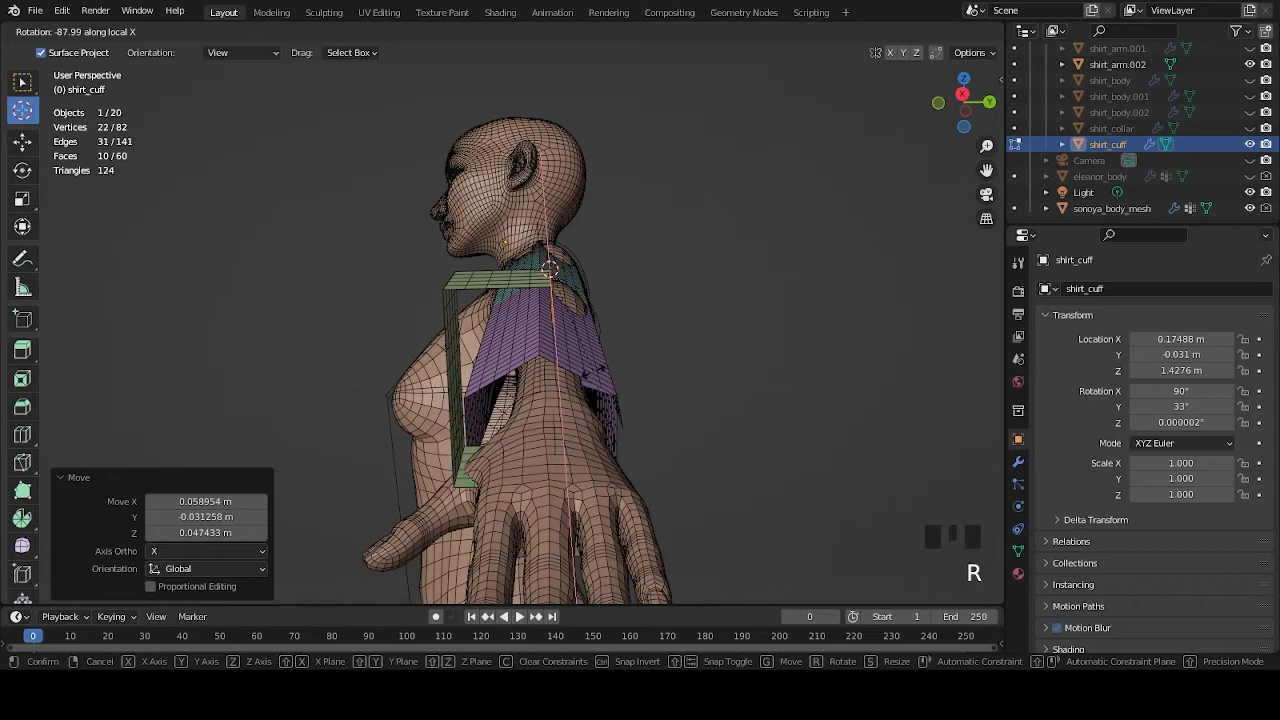 File Edit Render Window Help Layout Modeling Sculpting UV Editing Texture Paint Shading Animation Rendering Compositing Geometry Nodes Scripting + Scene ViewLayer
Rotation: -87.99 along local X
Surface Project Orientation: View Drag: Select Box X Y Z Options
User Perspective
(0) shirt_cuff
Objects 1/20
Vertices 22/82
Edges 31/141
Faces 10/60
Triangles 124
Z
X
Y
shirt_arm.001
shirt_arm.002
shirt_body
shirt_body.001
shirt_body.002
shirt_collar
shirt_cuff
Camera
eleanor_body
Light
sonoya_body_mesh
shirt_cuff
shirt_cuff
Transform
Location X 0.17488 m
Y -0.031 m
Z 1.4276 m
Rotation X 90°
Y 33°
Z 0.000002°
Mode XYZ Euler
Scale X 1.000
Y 1.000
Z 1.000
Delta Transform
Relations
Collections
Instancing
Motion Paths
Motion Blur
Shading
Move
Move X 0.058954 m
Y -0.031258 m
Z 0.047433 m
Axis Ortho X
Orientation Global
Proportional Editing
R
Playback Keying View Marker 0 Start 1 End 250
0 10 20 30 40 50 60 70 80 90 100 110 120 130 140 150 160 170 180 190 200 210 220 230 240 250
Confirm Cancel X X Axis Y Y Axis Z Z Axis X X Plane Y Y Plane Z Z Plane C Clear Constraints Ctrl Snap Invert Snap Toggle G Move R Rotate S Resize Automatic Constraint Automatic Constraint Plane Precision Mode